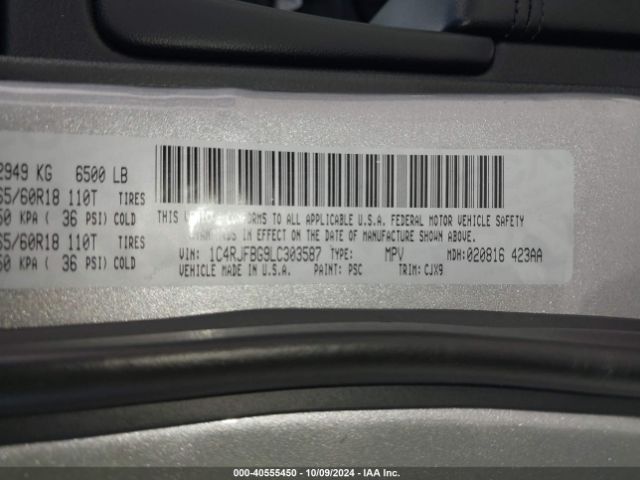 2949 KG 6500 LB
65/60R18 110T TIRES
50 KPA ( 36 PSI) COLD
65/60R18 110T TIRES
50 KPA ( 36 PSI) COLD
THIS VEHICLE CONFORMS TO ALL APPLICABLE U.S.A. FEDERAL MOTOR VEHICLE SAFETY
STANDARDS IN EFFECT ON THE DATE OF MANUFACTURE SHOWN ABOVE.
VIN: 1C4RJFBG9LC303587 TYPE: MPV MDH:020816 423AA
VEHICLE MADE IN U.S.A. PAINT: PSC TRIM: CJX9
000-40555450 - 10/09/2024 - IAA Inc.